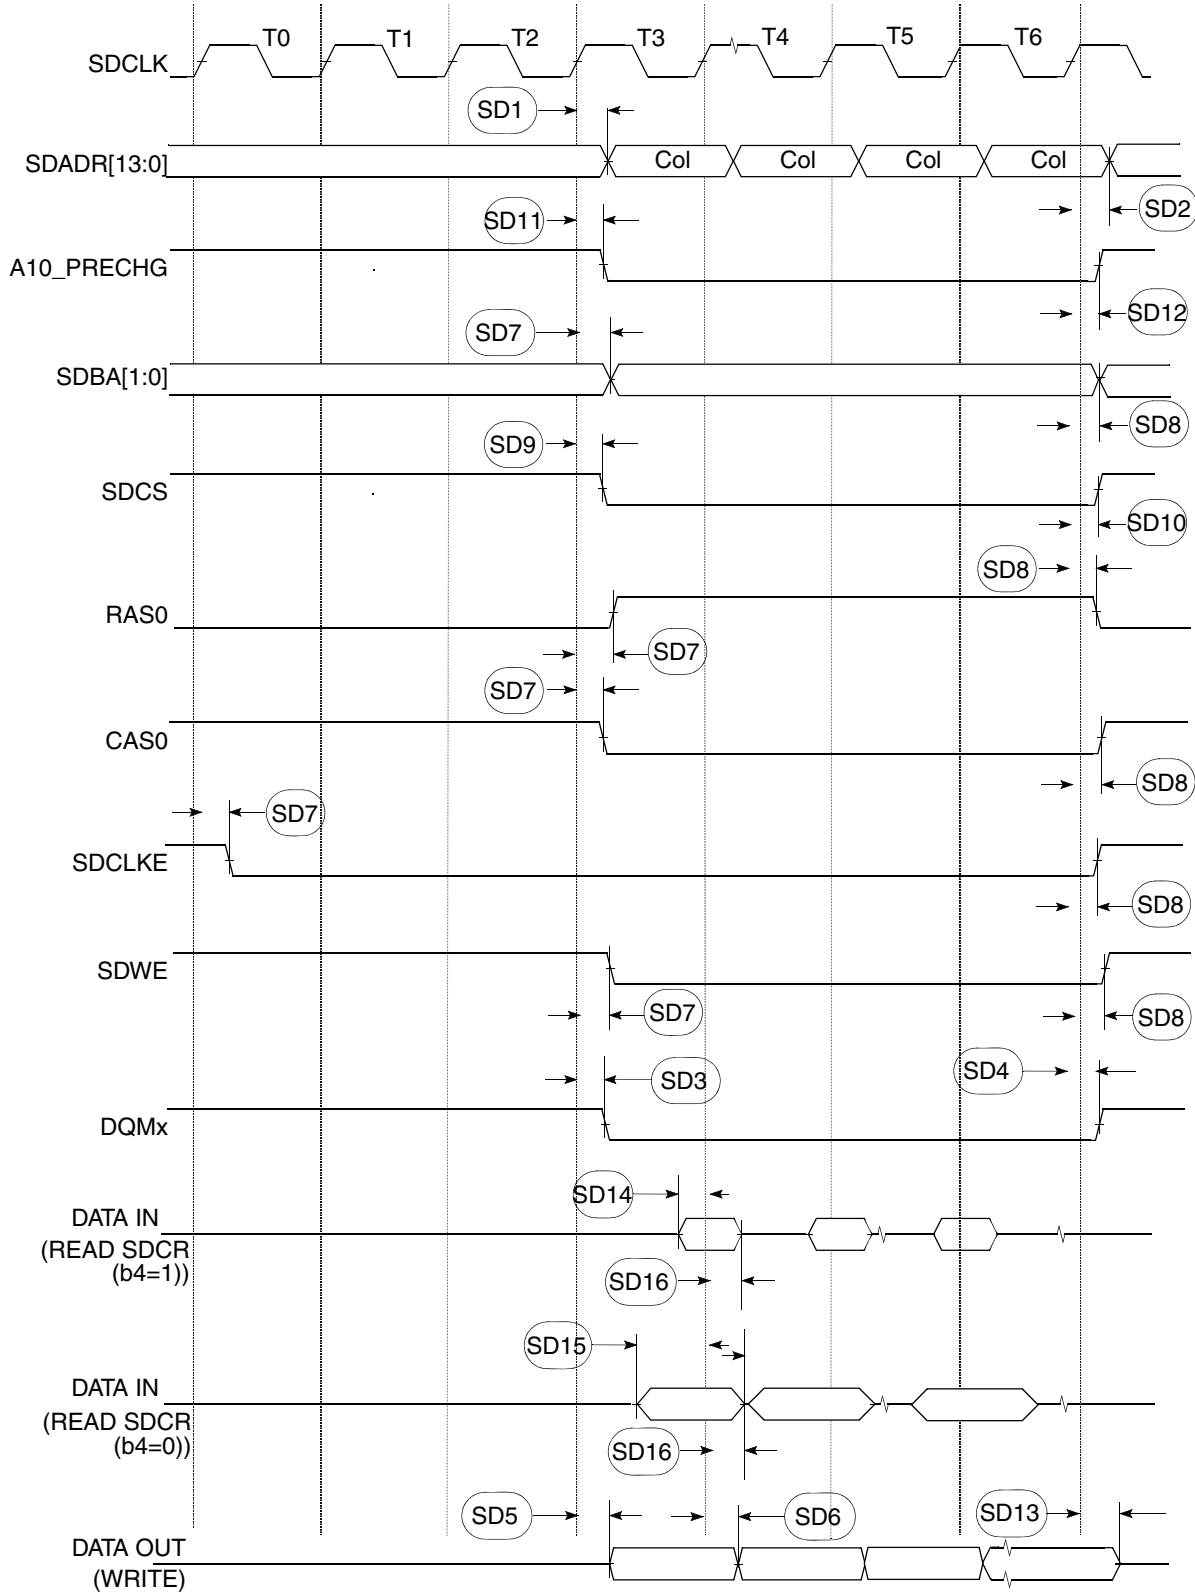 T0 T1 T2 T3 T4 T5 T6
SDCLK
SD1
SDADR[13:0] Col Col Col Col
SD11 SD2
A10_PRECHG
SD7 SD12
SDBA[1:0]
SD9 SD8
SDCS
SD10
SD8
RAS0
SD7
SD7
CAS0
SD8
SD7
SDCLKE
SD8
SDWE
SD7 SD8
SD3 SD4
DQMx
SD14
DATA IN
(READ SDCR
(b4=1))
SD16
SD15
DATA IN
(READ SDCR
(b4=0))
SD16
SD5 SD6 SD13
DATA OUT
(WRITE)